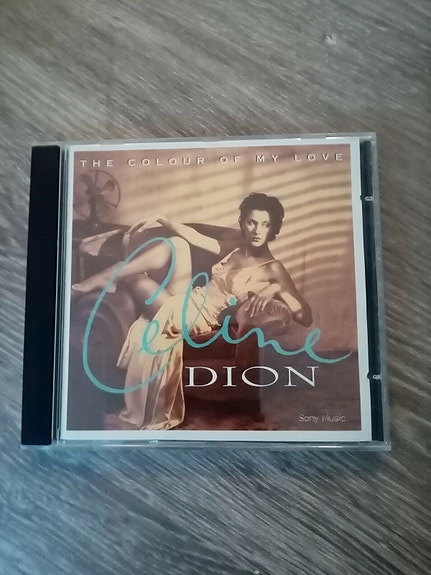 THE COLOUR OF MY LOVE
Celine
DION
Sony Music